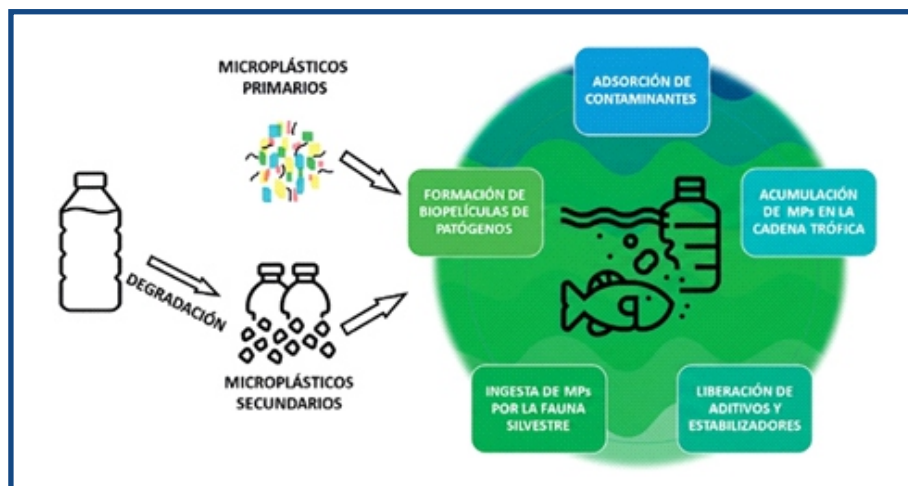 MICROPLÁSTICOS
PRIMARIOS
DEGRADACIÓN
MICROPLÁSTICOS
SECUNDARIOS
ADSORCIÓN DE
CONTAMINANTES
FORMACIÓN DE
BIOPELÍCULAS DE
PATÓGENOS
ACUMULACIÓN
DE MPs EN LA
CADENA TRÓFICA
INGESTA DE MPs
POR LA FAUNA
SILVESTRE
LIBERACIÓN DE
ADITIVOS Y
ESTABILIZADORES